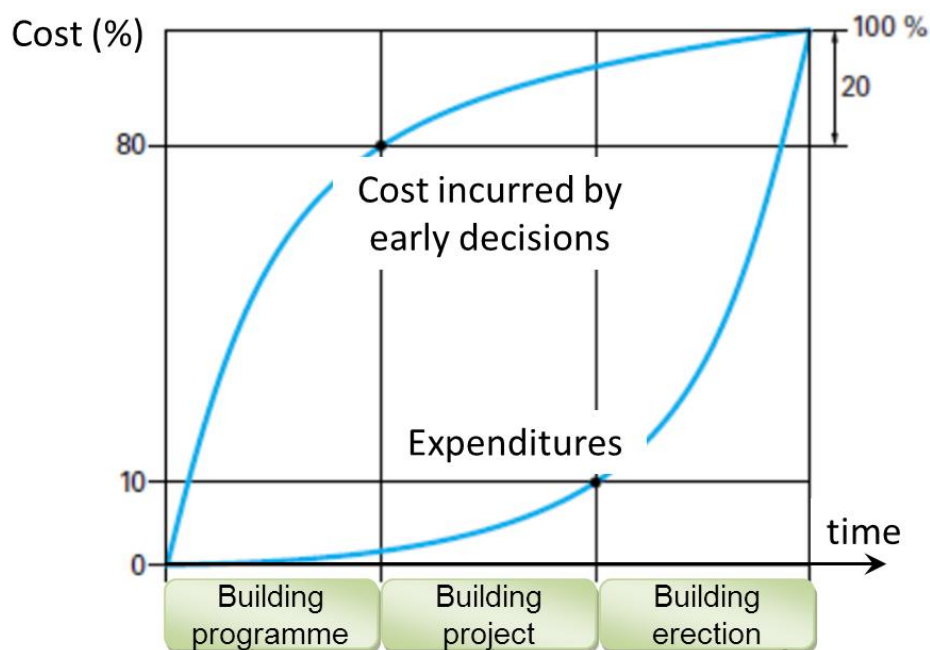 Cost (%)
100 %
20
80
Cost incurred by
early decisions
Expenditures
10
time
0
Building
programme
Building
project
Building
erection